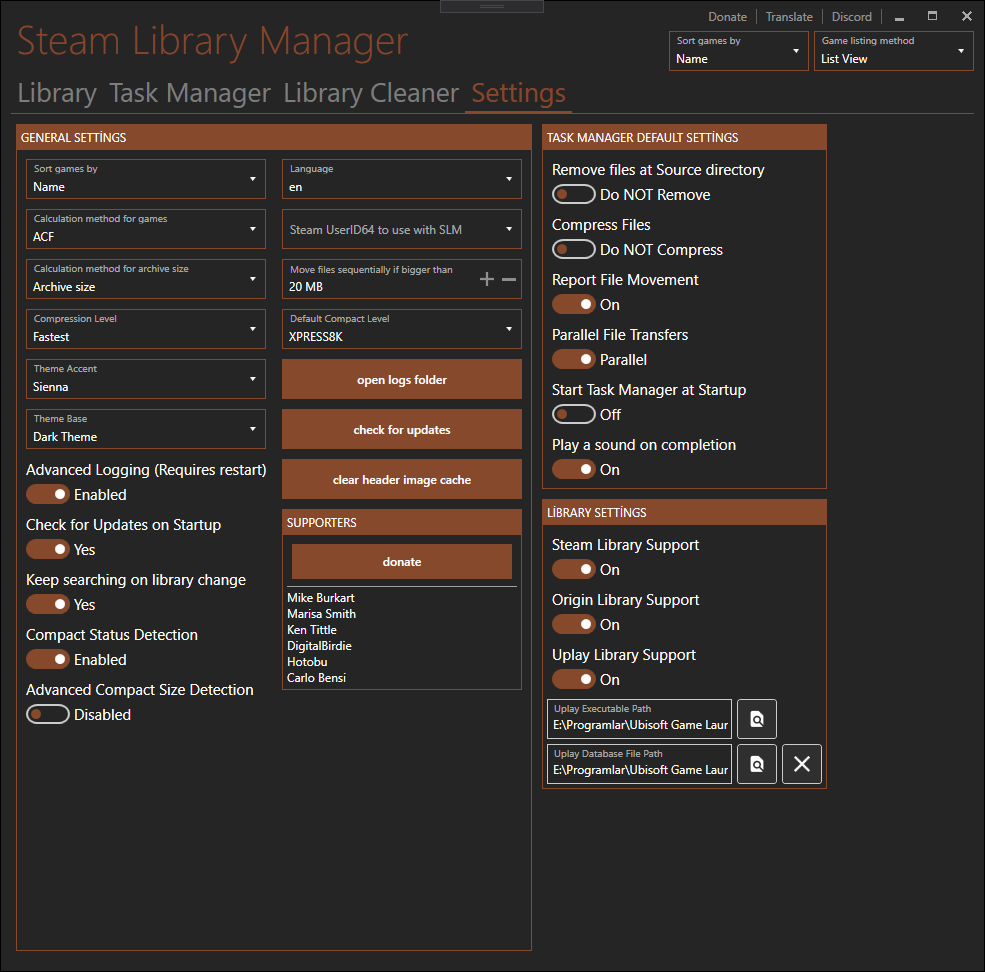 Donate
Translate
Discord
Steam Library Manager
Sort games by
Name
Game listing method
List View
Library
Task Manager
Library Cleaner
Settings
GENERAL SETTİNGS
Sort games by
Name
Language
en
Calculation method for games
ACF
Steam UserID64 to use with SLM
Calculation method for archive size
Archive size
Move files sequentially if bigger than
20 MB
Compression Level
Fastest
Default Compact Level
XPRESS8K
Theme Accent
Sienna
open logs folder
Theme Base
Dark Theme
check for updates
Advanced Logging (Requires restart)
Enabled
clear header image cache
Check for Updates on Startup
Yes
Keep searching on library change
Yes
Compact Status Detection
Enabled
Advanced Compact Size Detection
Disabled
SUPPORTERS
donate
Mike Burkart
Marisa Smith
Ken Tittle
DigitalBirdie
Hotobu
Carlo Bensi
TASK MANAGER DEFAULT SETTİNGS
Remove files at Source directory
Do NOT Remove
Compress Files
Do NOT Compress
Report File Movement
On
Parallel File Transfers
Parallel
Start Task Manager at Startup
Off
Play a sound on completion
On
LİBRARY SETTİNGS
Steam Library Support
On
Origin Library Support
On
Uplay Library Support
On
Uplay Executable Path
E:\Programlar\Ubisoft Game Laur
Uplay Database File Path
E:\Programlar\Ubisoft Game Laur